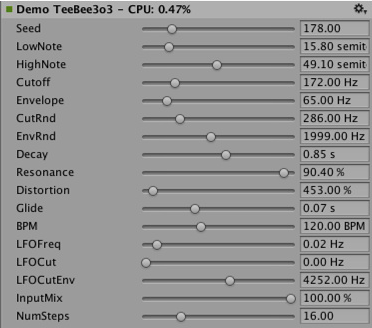 Demo TeeBee3o3 - CPU: 0.47%
Seed 178.00
LowNote 15.80 semit
HighNote 49.10 semit
Cutoff 172.00 Hz
Envelope 65.00 Hz
CutRnd 286.00 Hz
EnvRnd 1999.00 Hz
Decay 0.85 s
Resonance 90.40 %
Distortion 453.00 %
Glide 0.07 s
BPM 120.00 BPM
LFOFreq 0.02 Hz
LFOCut 0.00 Hz
LFOCutEnv 4252.00 Hz
InputMix 100.00 %
NumSteps 16.00